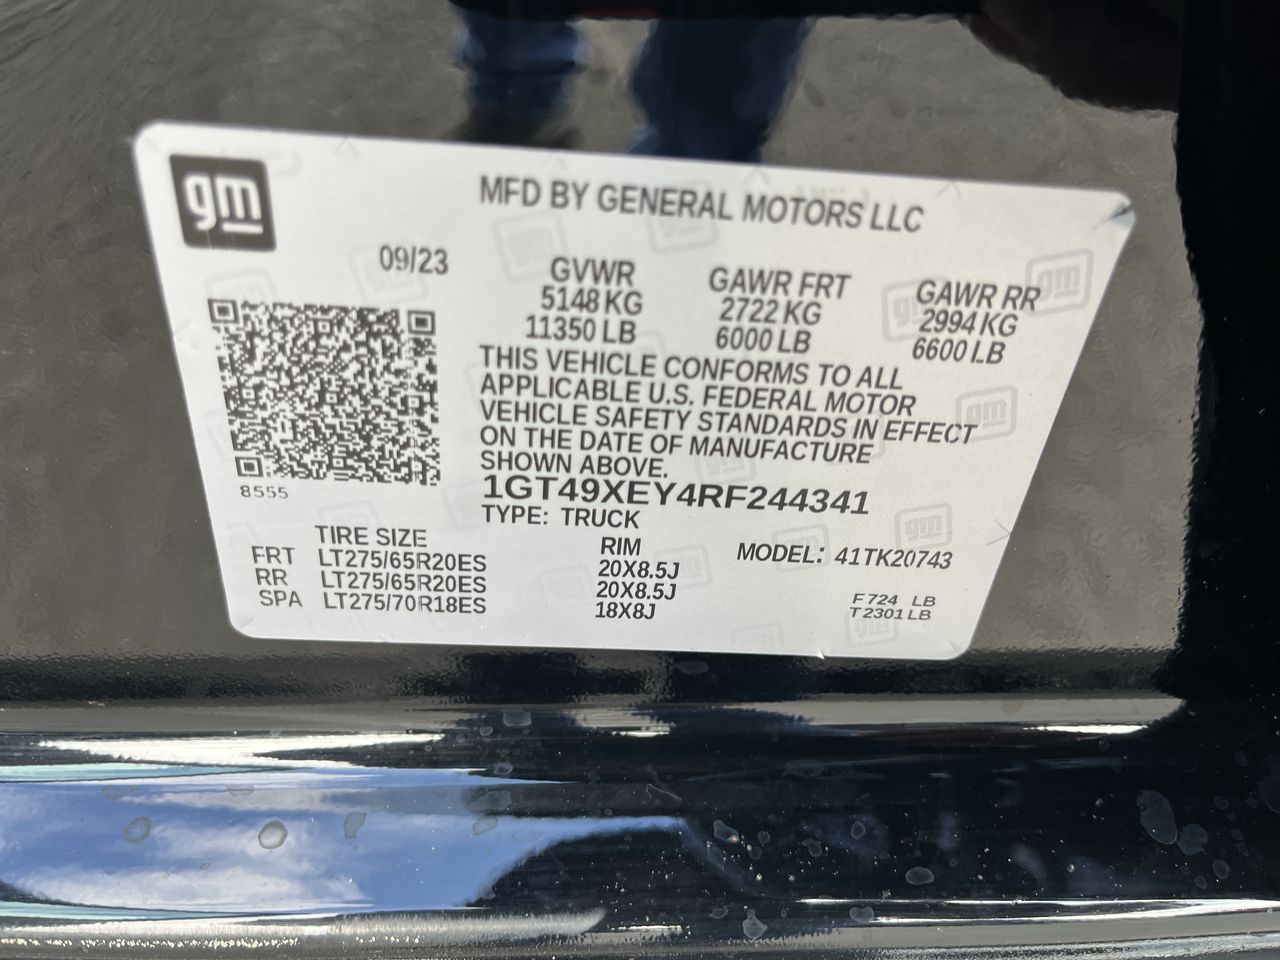 gm
MFD BY GENERAL MOTORS LLC
09/23
GVWR GAWR FRT GAWR RR
5148 KG 2722 KG 2994 KG
11350 LB 6000 LB 6600 LB
THIS VEHICLE CONFORMS TO ALL
APPLICABLE U.S. FEDERAL MOTOR
VEHICLE SAFETY STANDARDS IN EFFECT
ON THE DATE OF MANUFACTURE
SHOWN ABOVE.
8555
1GT49XEY4RF244341
TYPE: TRUCK
TIRE SIZE RIM MODEL: 41TK20743
FRT LT275/65R20ES 20X8.5J
RR LT275/65R20ES 20X8.5J
SPA LT275/70R18ES 18X8J
F 724 LB
T 2301 LB